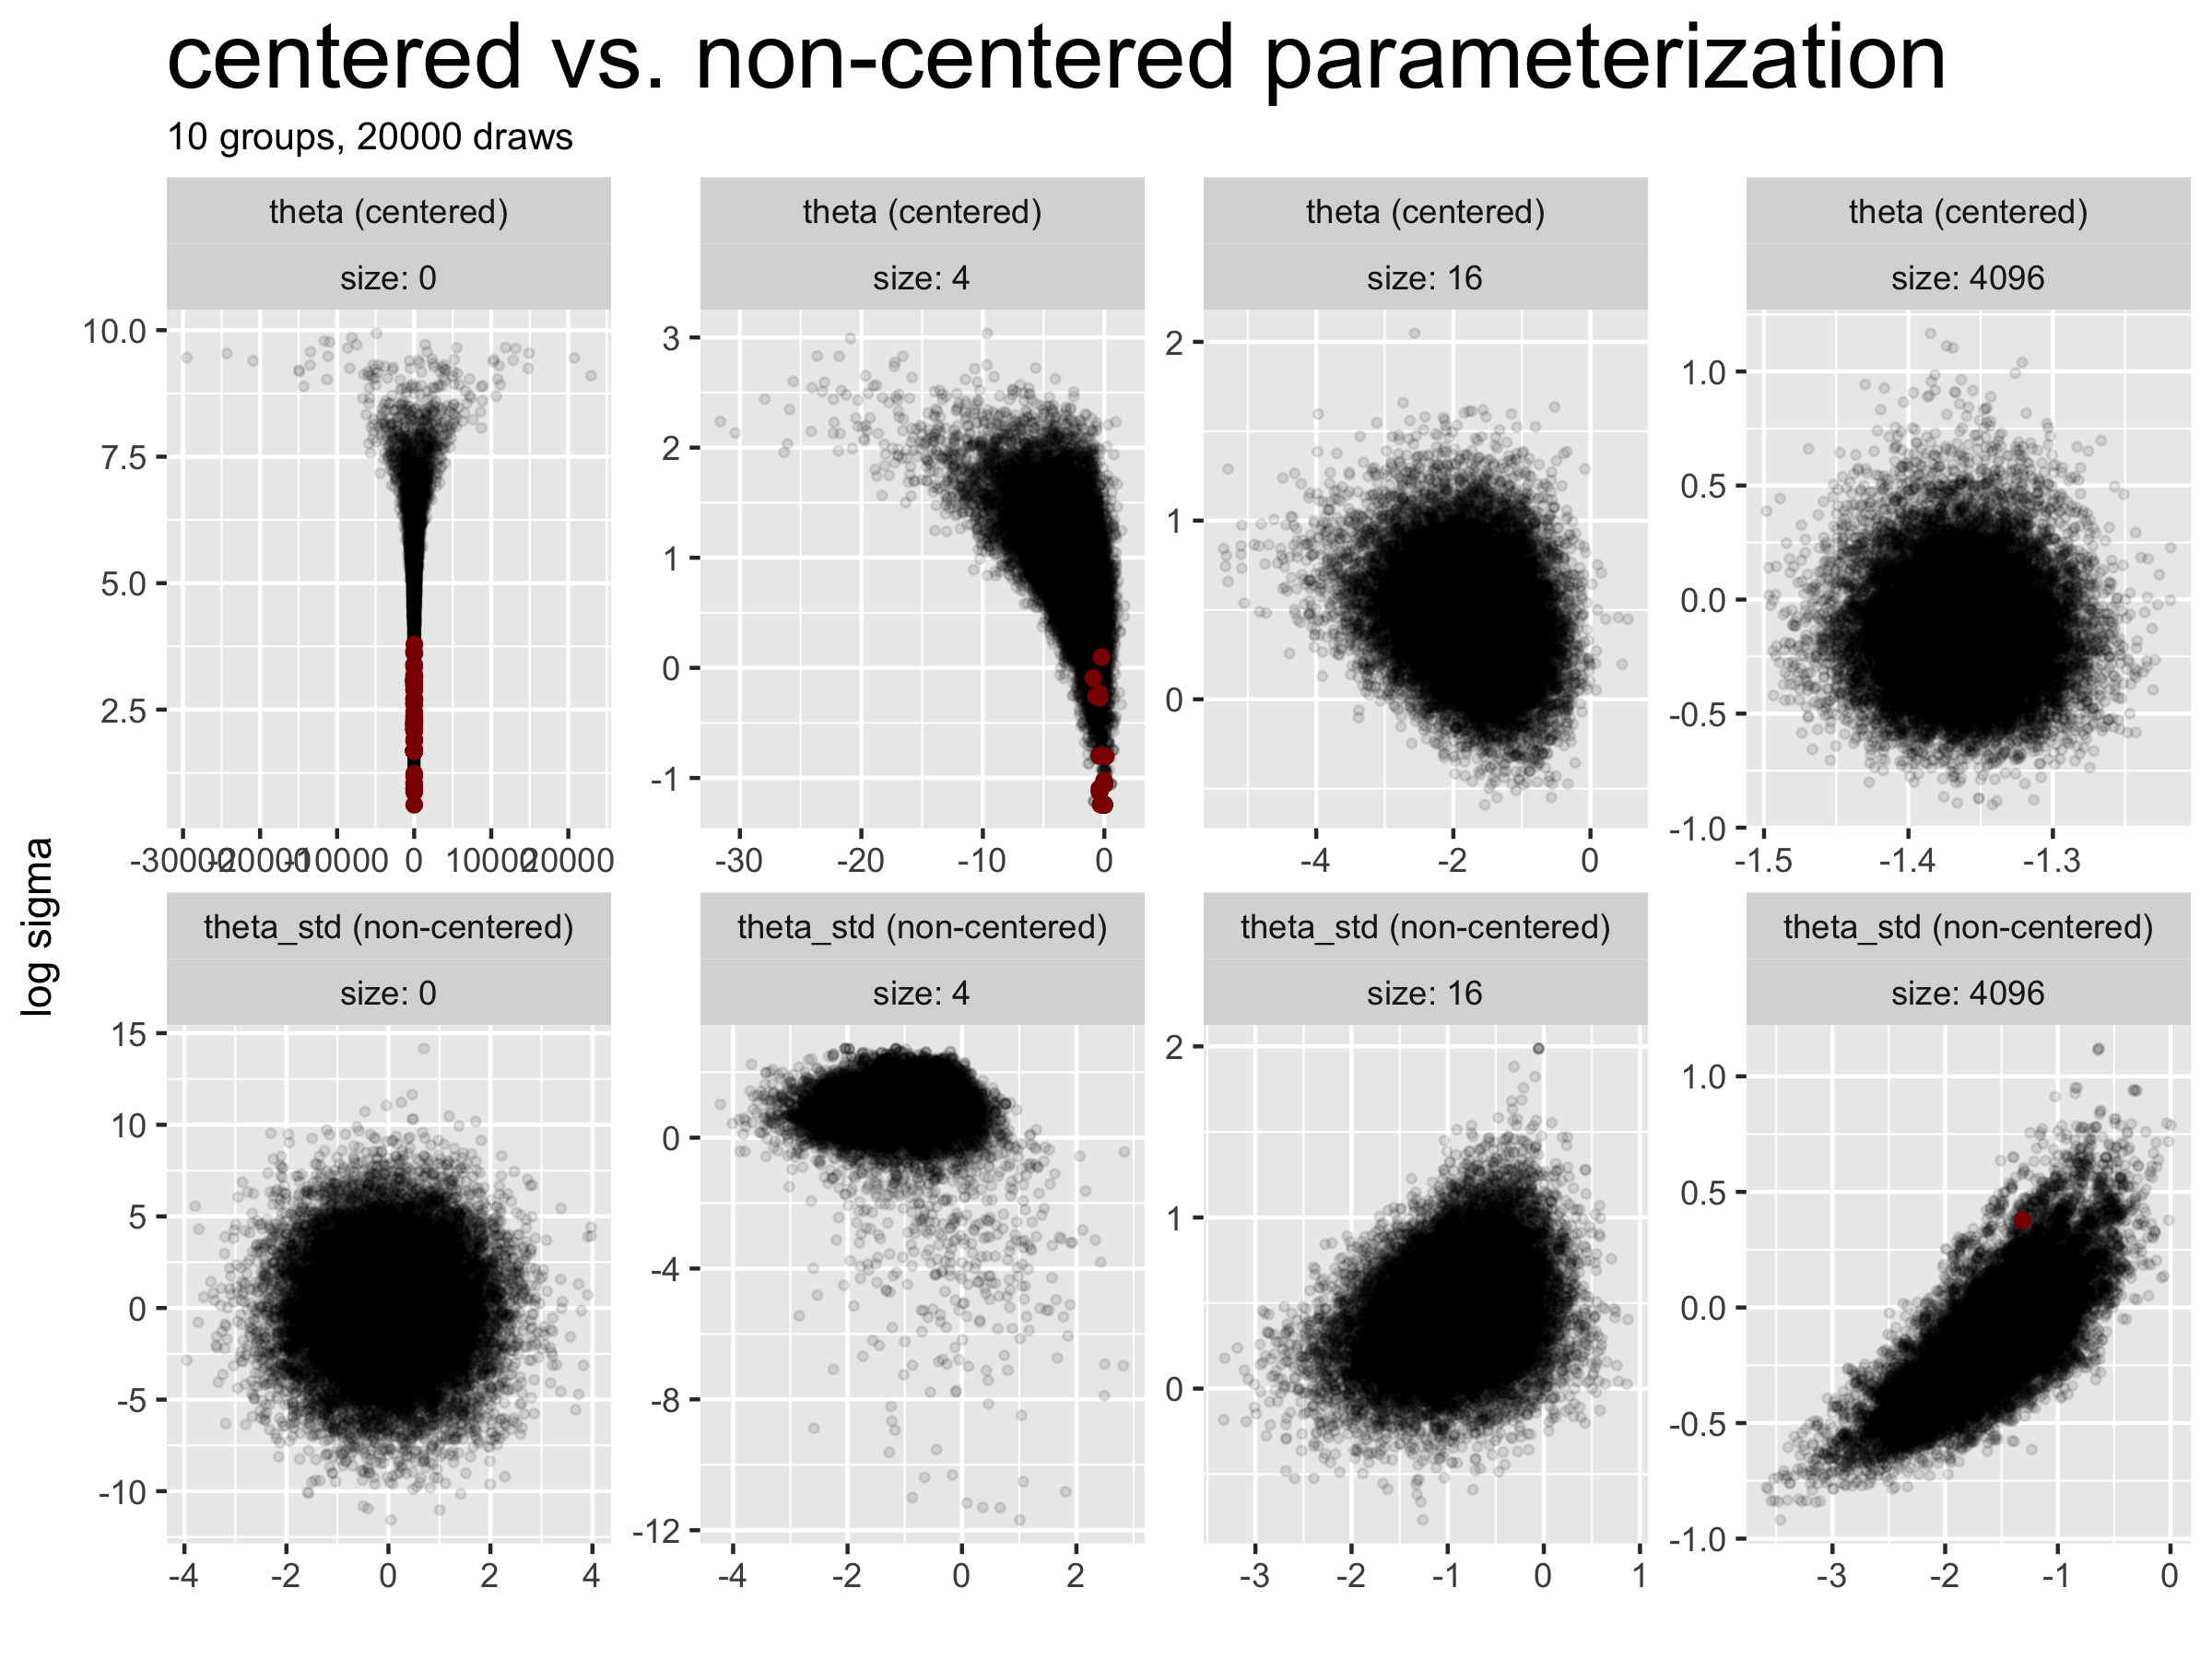 centered vs. non-centered parameterization
10 groups, 20000 draws
theta (centered) theta (centered) theta (centered) theta (centered)
size: 0 size: 4 size: 16 size: 4096
10.0
7.5
5.0
2.5
-30000 -20000 -10000 0 10000 20000
3
2
1
0
-1
-30 -20 -10 0
2
1
0
-4 -2 0
1.0
0.5
0.0
-0.5
-1.0
-1.5 -1.4 -1.3
log sigma
theta_std (non-centered) theta_std (non-centered) theta_std (non-centered) theta_std (non-centered)
size: 0 size: 4 size: 16 size: 4096
15
10
5
0
-5
-10
-4 -2 0 2 4
0
-4
-8
-12
-4 -2 0 2
2
1
0
-3 -2 -1 0 1
1.0
0.5
0.0
-0.5
-1.0
-3 -2 -1 0